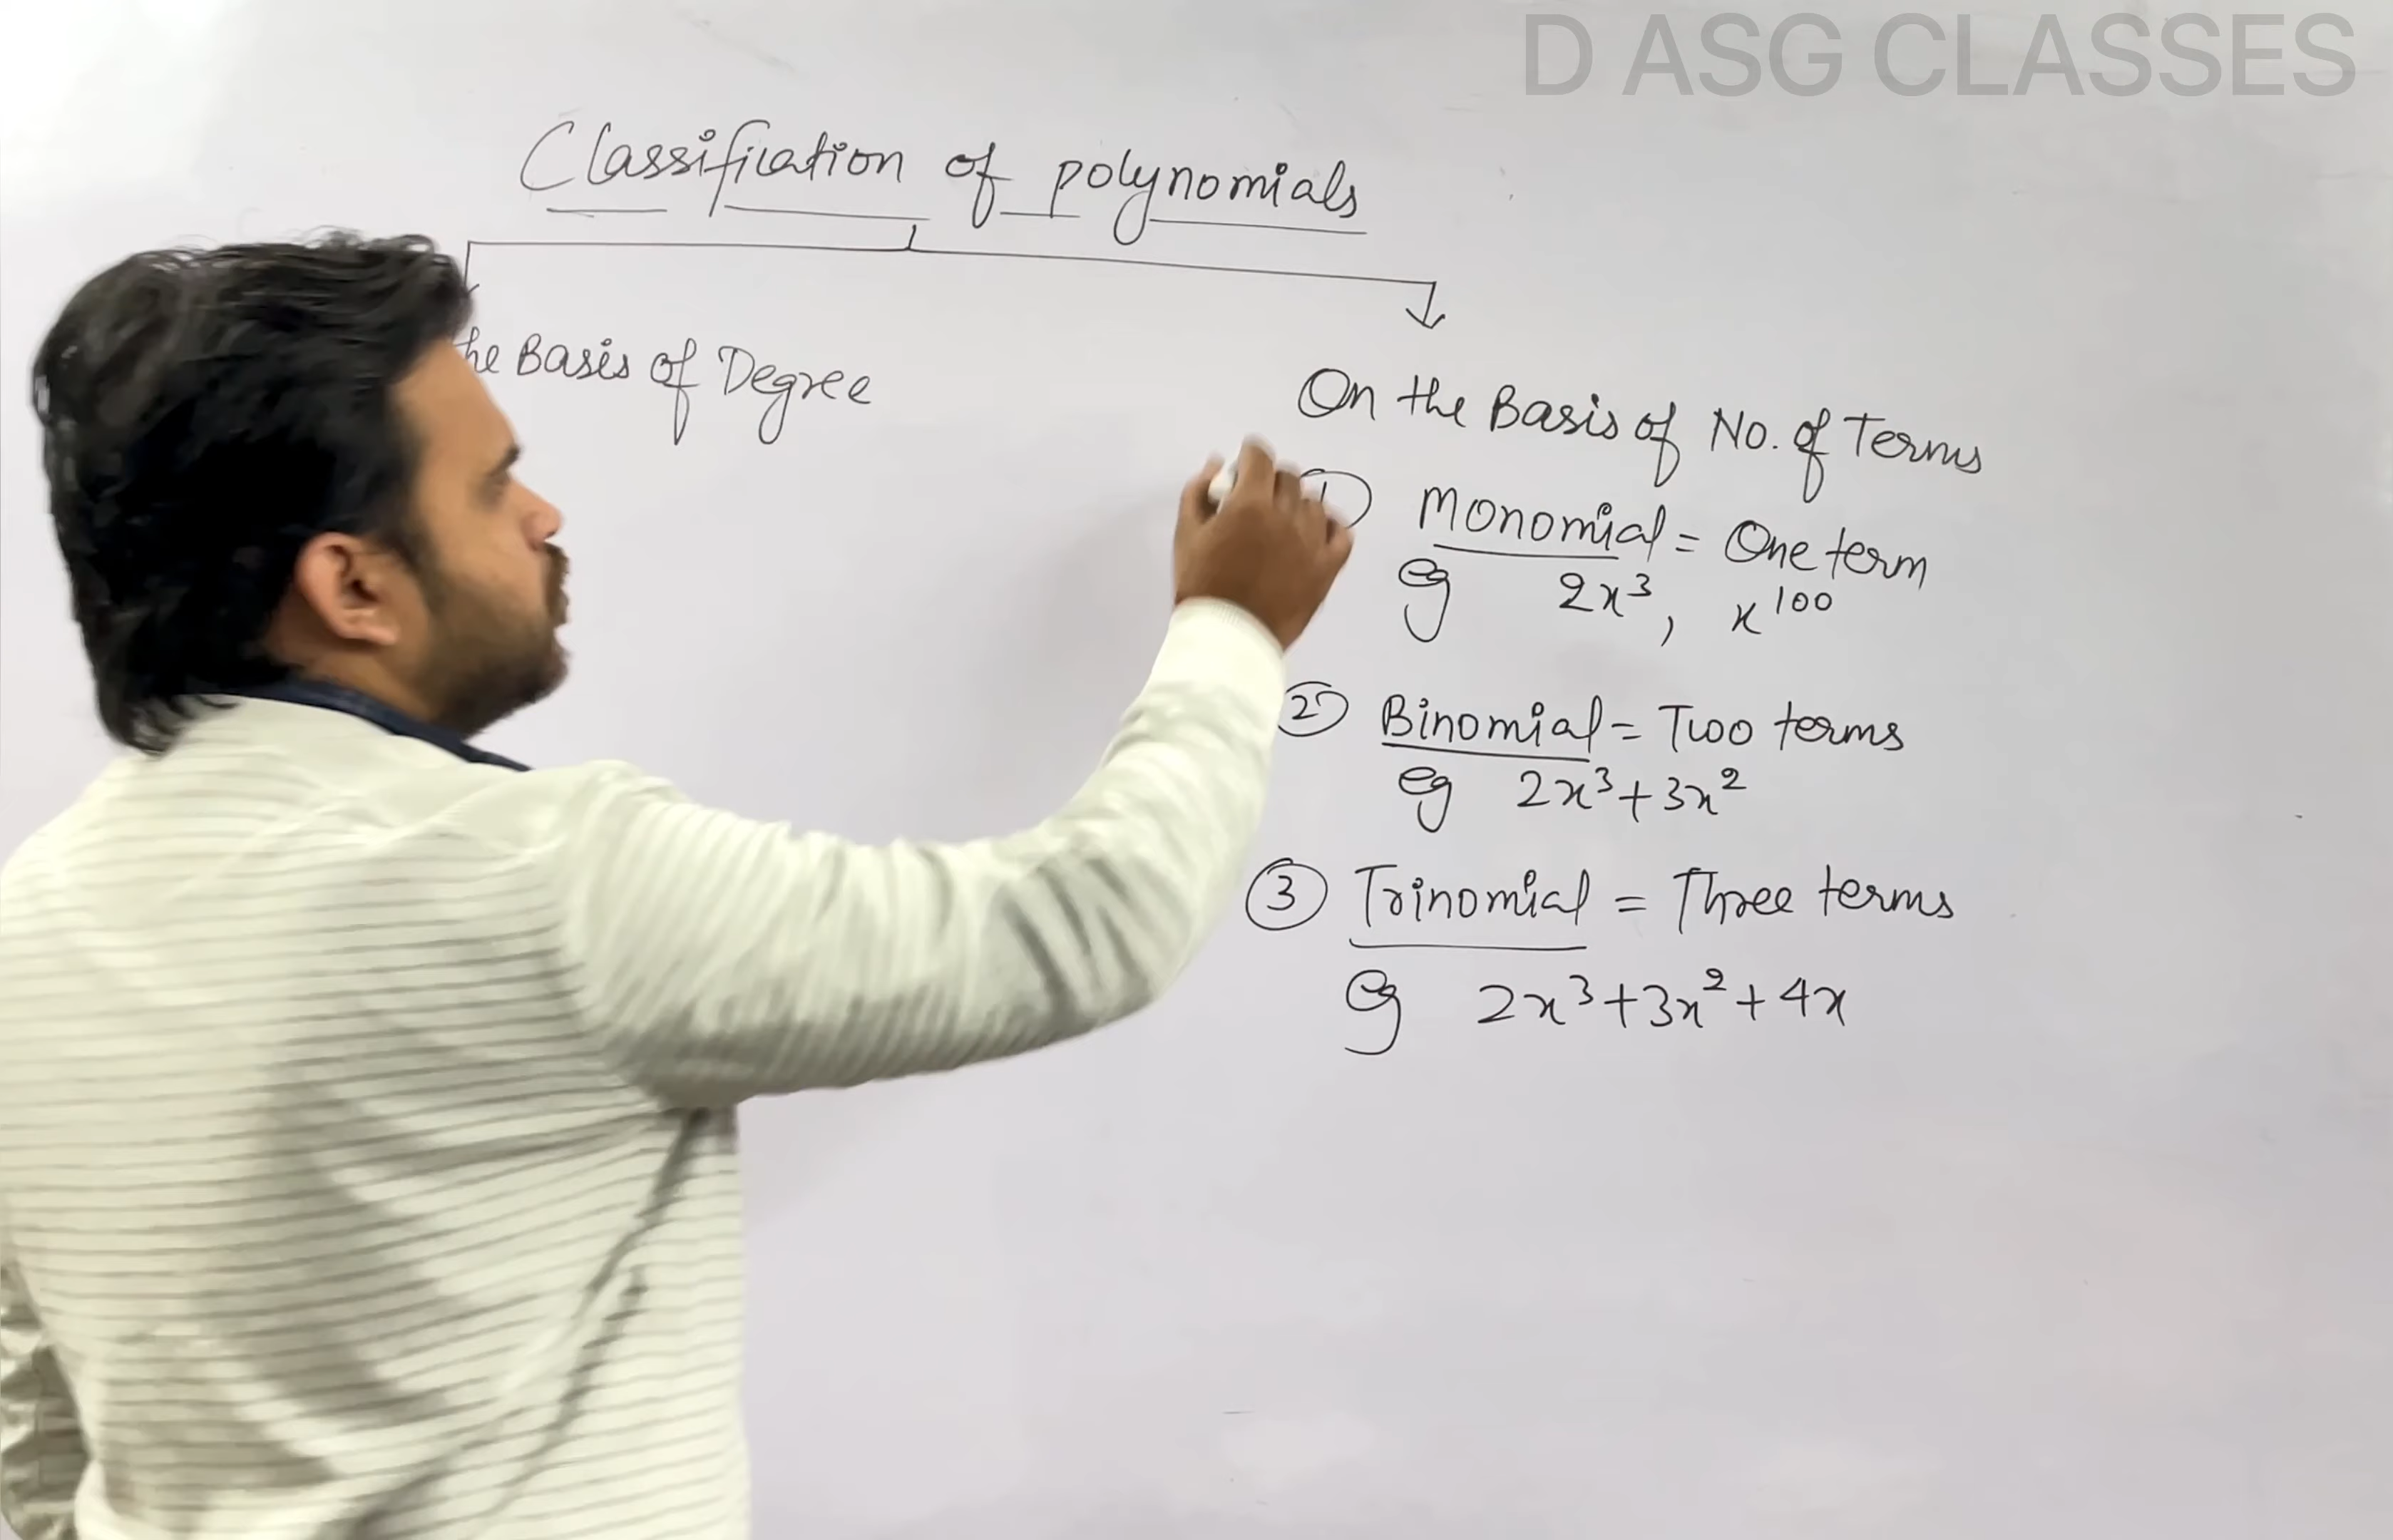 D ASG CLASSES
Classification of polynomials
he Basis of Degree
On the Basis of No. of Terms
① Monomial = One term
eg 2x³, x¹⁰⁰
② Binomial = Two terms
eg 2x³+3x²
③ Trinomial = Three terms
eg 2x³+3x²+4x